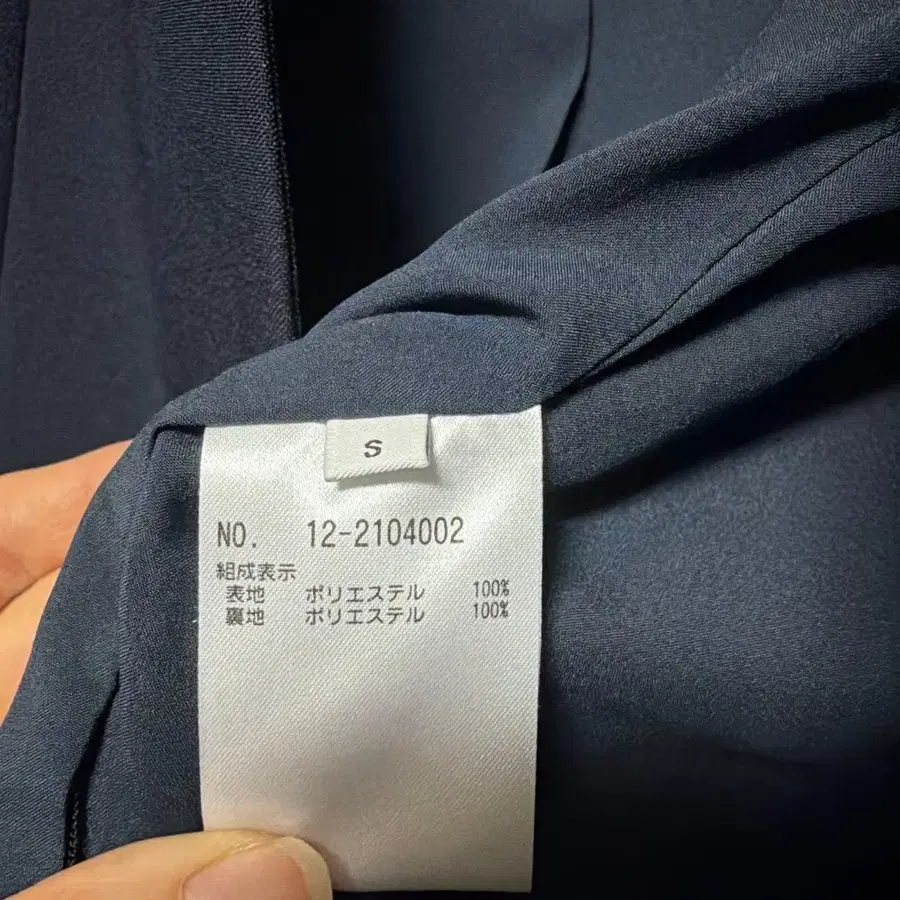 S
NO. 12-2104002
組成表示
表地 ポリエステル 100%
裏地 ポリエステル 100%